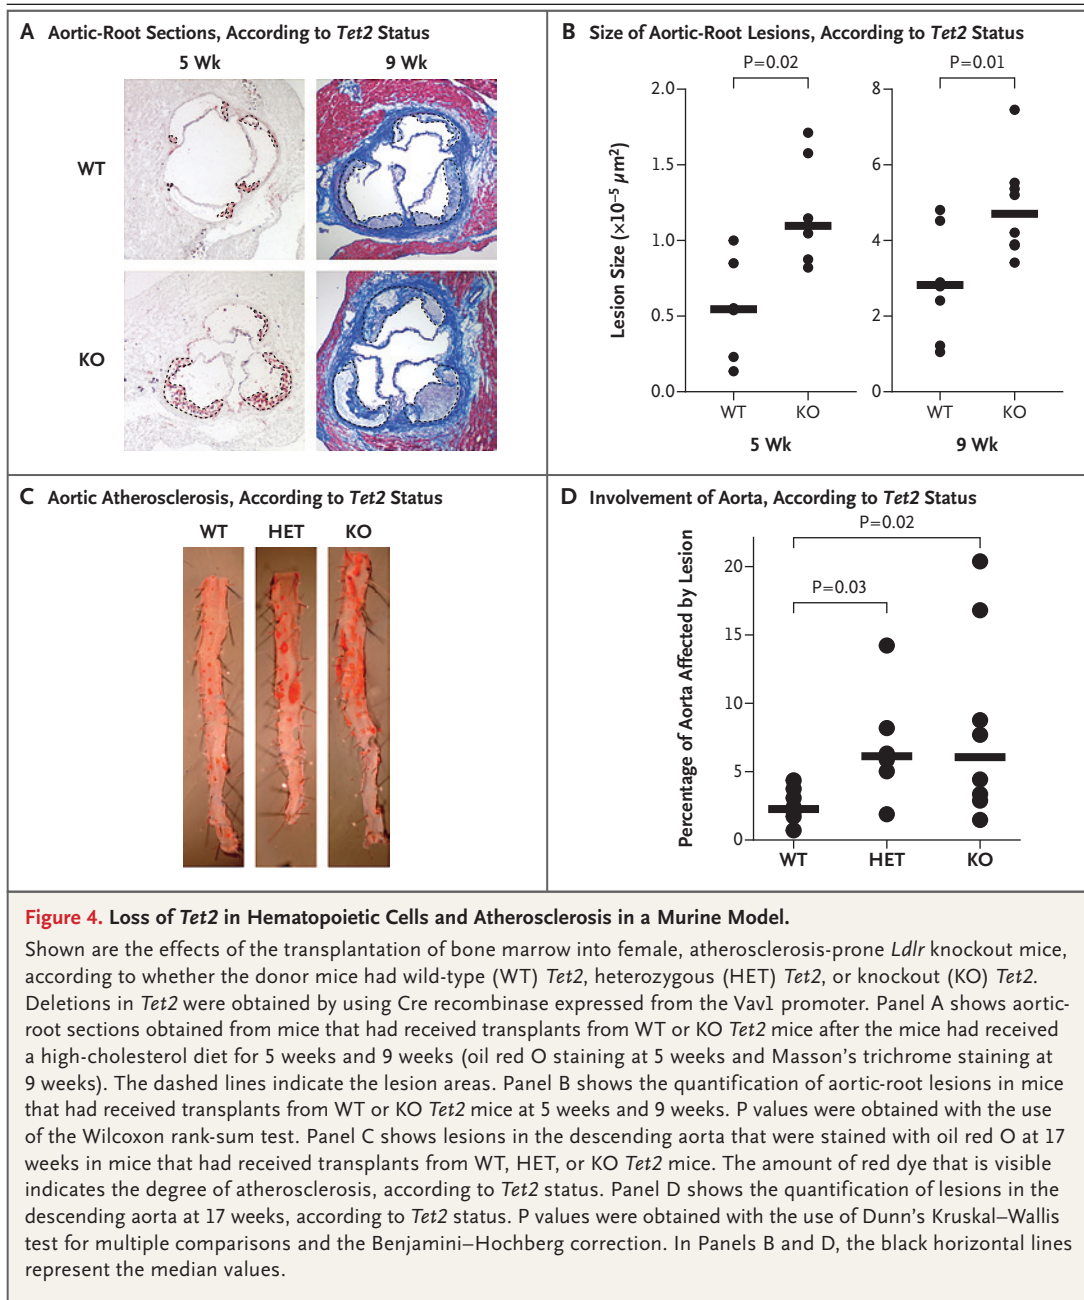 A Aortic-Root Sections, According to Tet2 Status
5 Wk 9 Wk
WT
KO
B Size of Aortic-Root Lesions, According to Tet2 Status
P=0.02 P=0.01
Lesion Size (×10⁻⁵ μm²)
2.0
1.5
1.0
0.5
0.0
WT KO
5 Wk
8
6
4
2
0
WT KO
9 Wk
C Aortic Atherosclerosis, According to Tet2 Status
WT HET KO
D Involvement of Aorta, According to Tet2 Status
P=0.02
P=0.03
Percentage of Aorta Affected by Lesion
20
15
10
5
0
WT HET KO
Figure 4. Loss of Tet2 in Hematopoietic Cells and Atherosclerosis in a Murine Model.
Shown are the effects of the transplantation of bone marrow into female, atherosclerosis-prone Ldlr knockout mice,
according to whether the donor mice had wild-type (WT) Tet2, heterozygous (HET) Tet2, or knockout (KO) Tet2.
Deletions in Tet2 were obtained by using Cre recombinase expressed from the Vav1 promoter. Panel A shows aortic-
root sections obtained from mice that had received transplants from WT or KO Tet2 mice after the mice had received
a high-cholesterol diet for 5 weeks and 9 weeks (oil red O staining at 5 weeks and Masson's trichrome staining at
9 weeks). The dashed lines indicate the lesion areas. Panel B shows the quantification of aortic-root lesions in mice
that had received transplants from WT or KO Tet2 mice at 5 weeks and 9 weeks. P values were obtained with the use
of the Wilcoxon rank-sum test. Panel C shows lesions in the descending aorta that were stained with oil red O at 17
weeks in mice that had received transplants from WT, HET, or KO Tet2 mice. The amount of red dye that is visible
indicates the degree of atherosclerosis, according to Tet2 status. Panel D shows the quantification of lesions in the
descending aorta at 17 weeks, according to Tet2 status. P values were obtained with the use of Dunn's Kruskal–Wallis
test for multiple comparisons and the Benjamini–Hochberg correction. In Panels B and D, the black horizontal lines
represent the median values.